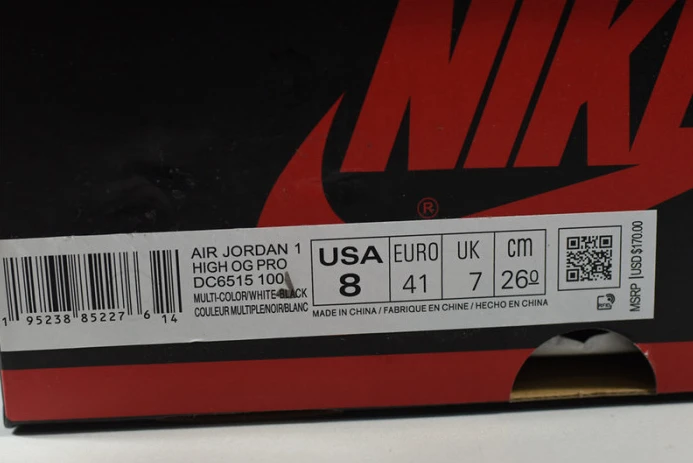 NIKE
®
AIR JORDAN 1
HIGH OG PRO
DC6515 100
MULTI-COLOR/WHITE-BLACK
COULEUR MULTIPLENOIR/BLANC
USA EURO UK cm
8 41 7 26º
MADE IN CHINA / FABRIQUE EN CHINE / HECHO EN CHINA
1 95238 85227 6 14
MSRP | USD $170.00